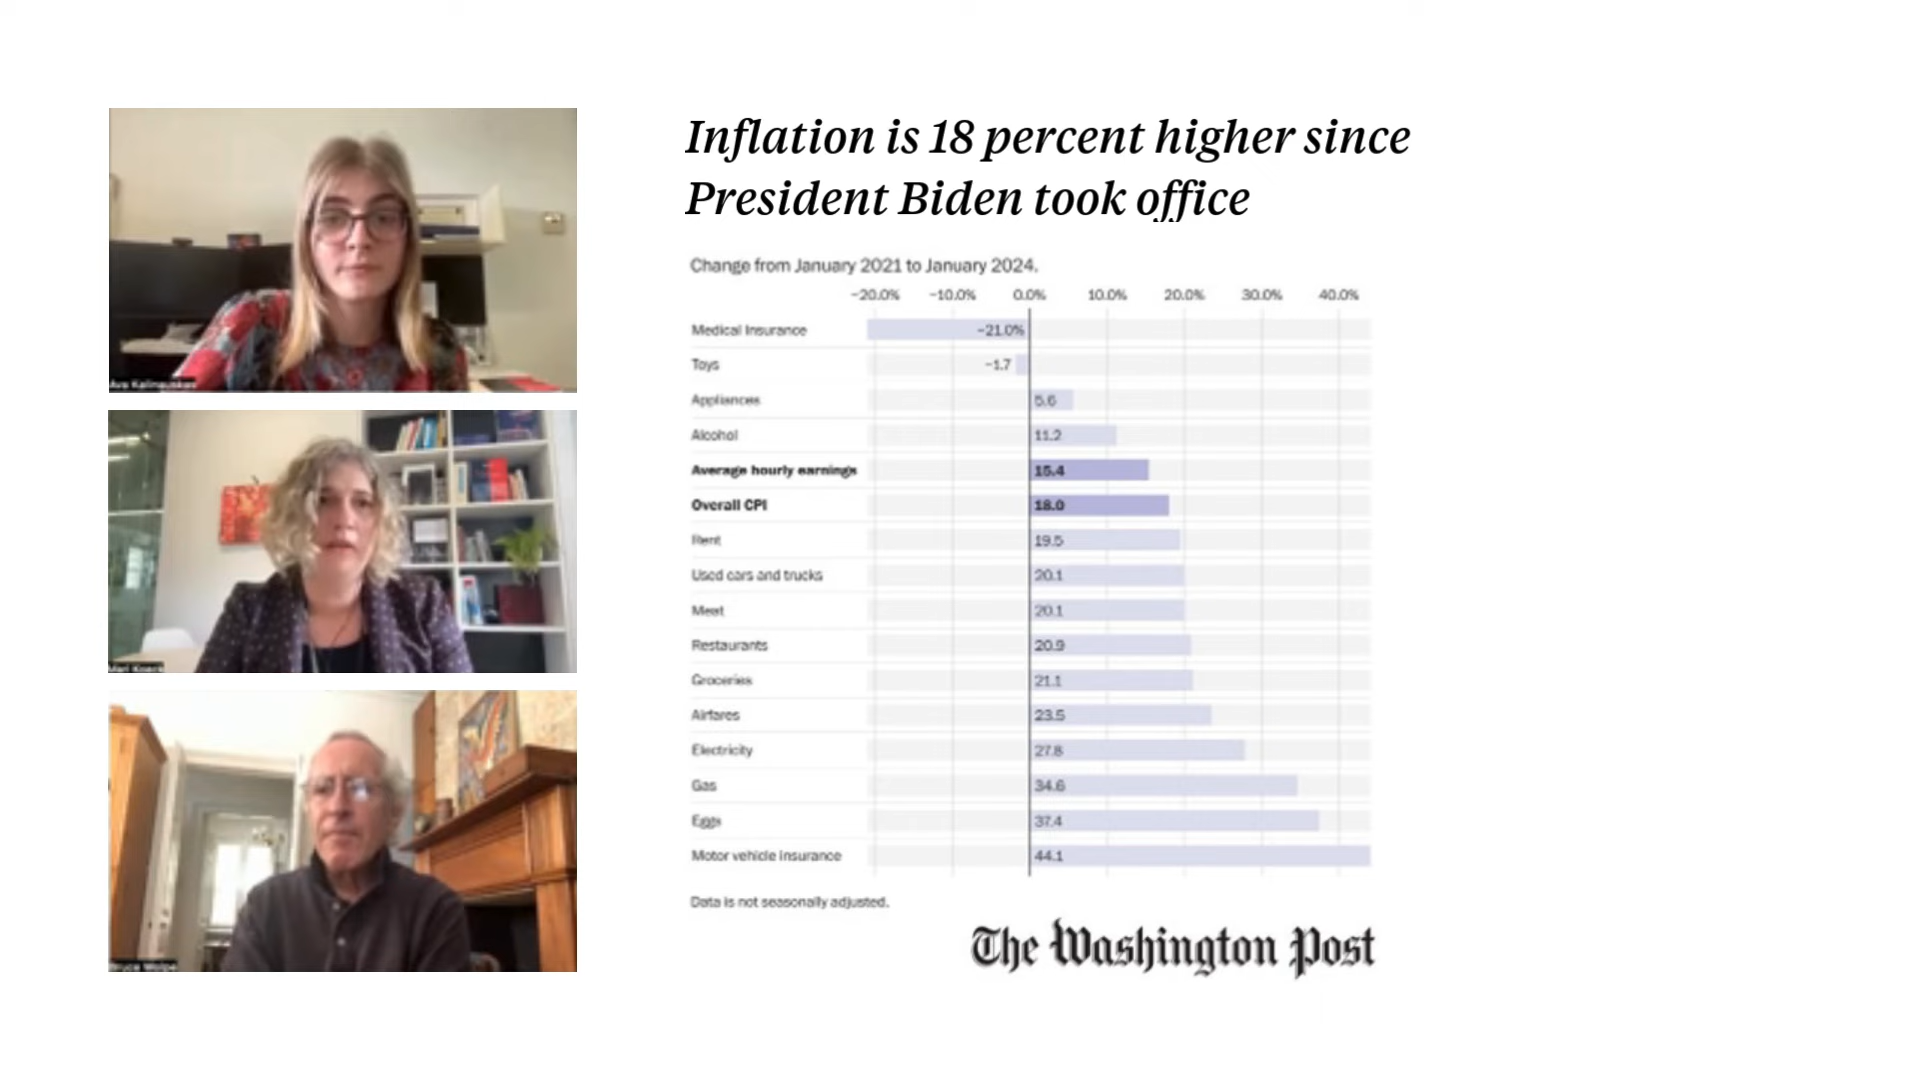 Inflation is 18 percent higher since
President Biden took office
Change from January 2021 to January 2024.
−20.0% −10.0% 0.0% 10.0% 20.0% 30.0% 40.0%
Medical Insurance −21.0%
Toys −1.7
Appliances 5.6
Alcohol 11.2
Average hourly earnings 15.4
Overall CPI 18.0
Rent 19.5
Used cars and trucks 20.1
Meat 20.1
Restaurants 20.9
Groceries 21.1
Airfares 23.5
Electricity 27.8
Gas 34.6
Eggs 37.4
Motor vehicle insurance 44.1
Data is not seasonally adjusted.
The Washington Post
Ava Kalinauskas
Bruce Wolpe